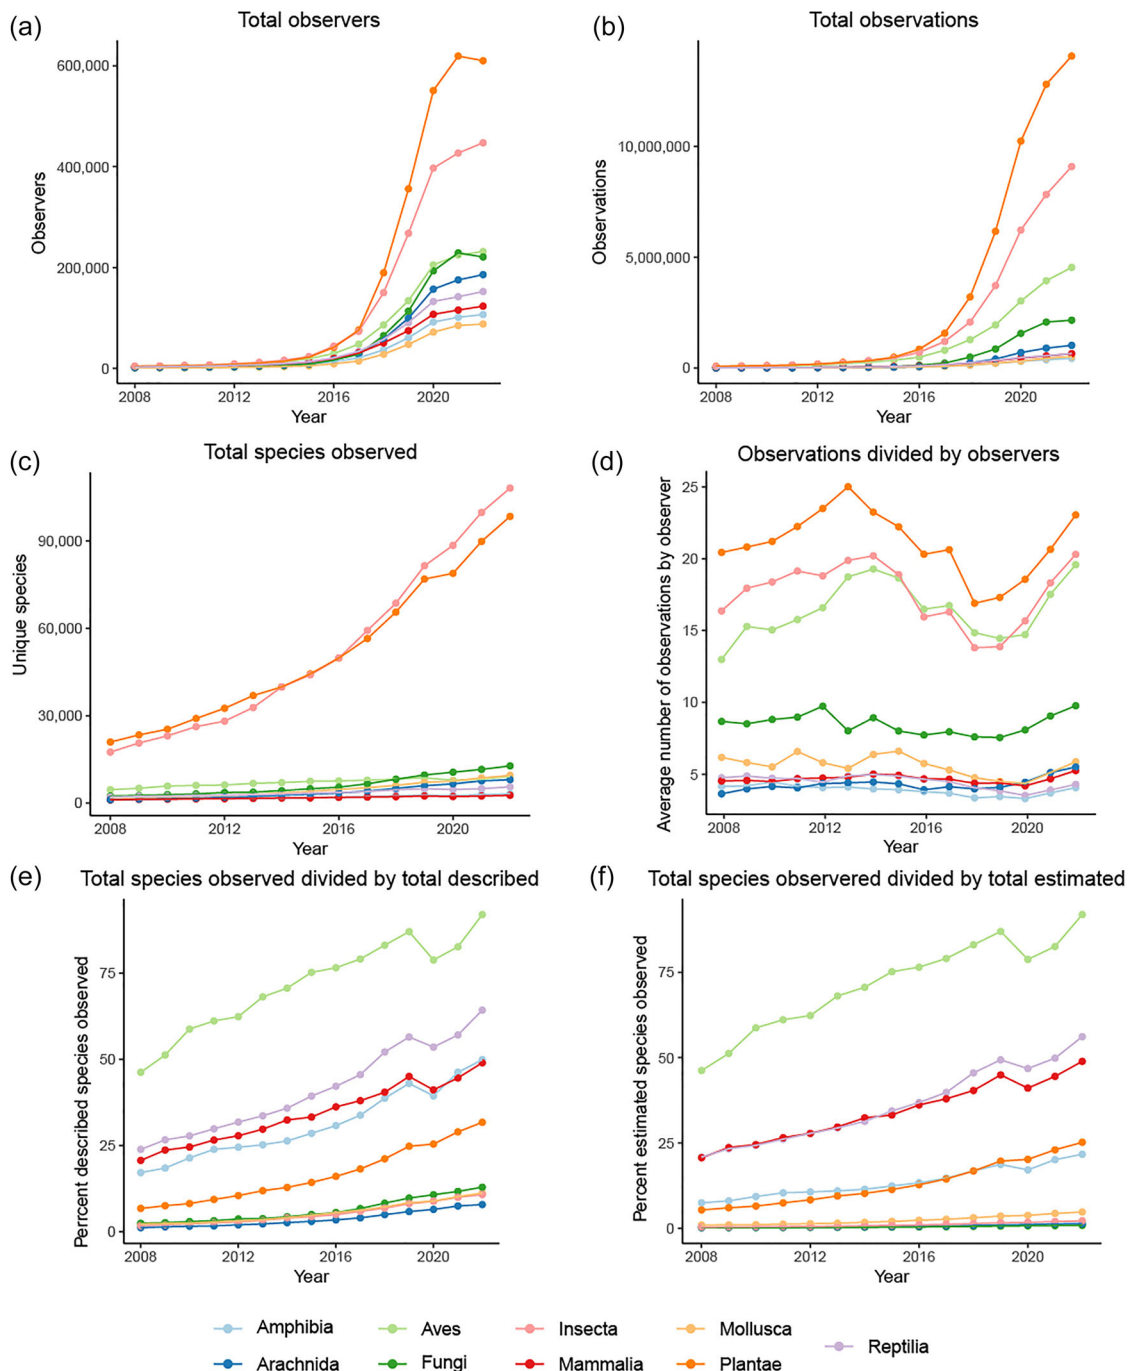 (a)
Total observers
600,000
400,000
200,000
0
Observers
2008
2012
2016
2020
Year
(b)
Total observations
10,000,000
5,000,000
0
Observations
2008
2012
2016
2020
Year
(c)
Total species observed
90,000
60,000
30,000
0
Unique species
2008
2012
2016
2020
Year
(d)
Observations divided by observers
25
20
15
10
5
Average number of observations by observer
2008
2012
2016
2020
Year
(e)
Total species observed divided by total described
75
50
25
0
Perrcent described species observed
2008
2012
2016
2020
Year
(f)
Total species observered divided by total estimated
75
50
25
0
Percent estimated species observed
2008
2012
2016
2020
Year
Amphibia
Aves
Insecta
Mollusca
Reptilia
Arachnida
Fungi
Mammalia
Plantae